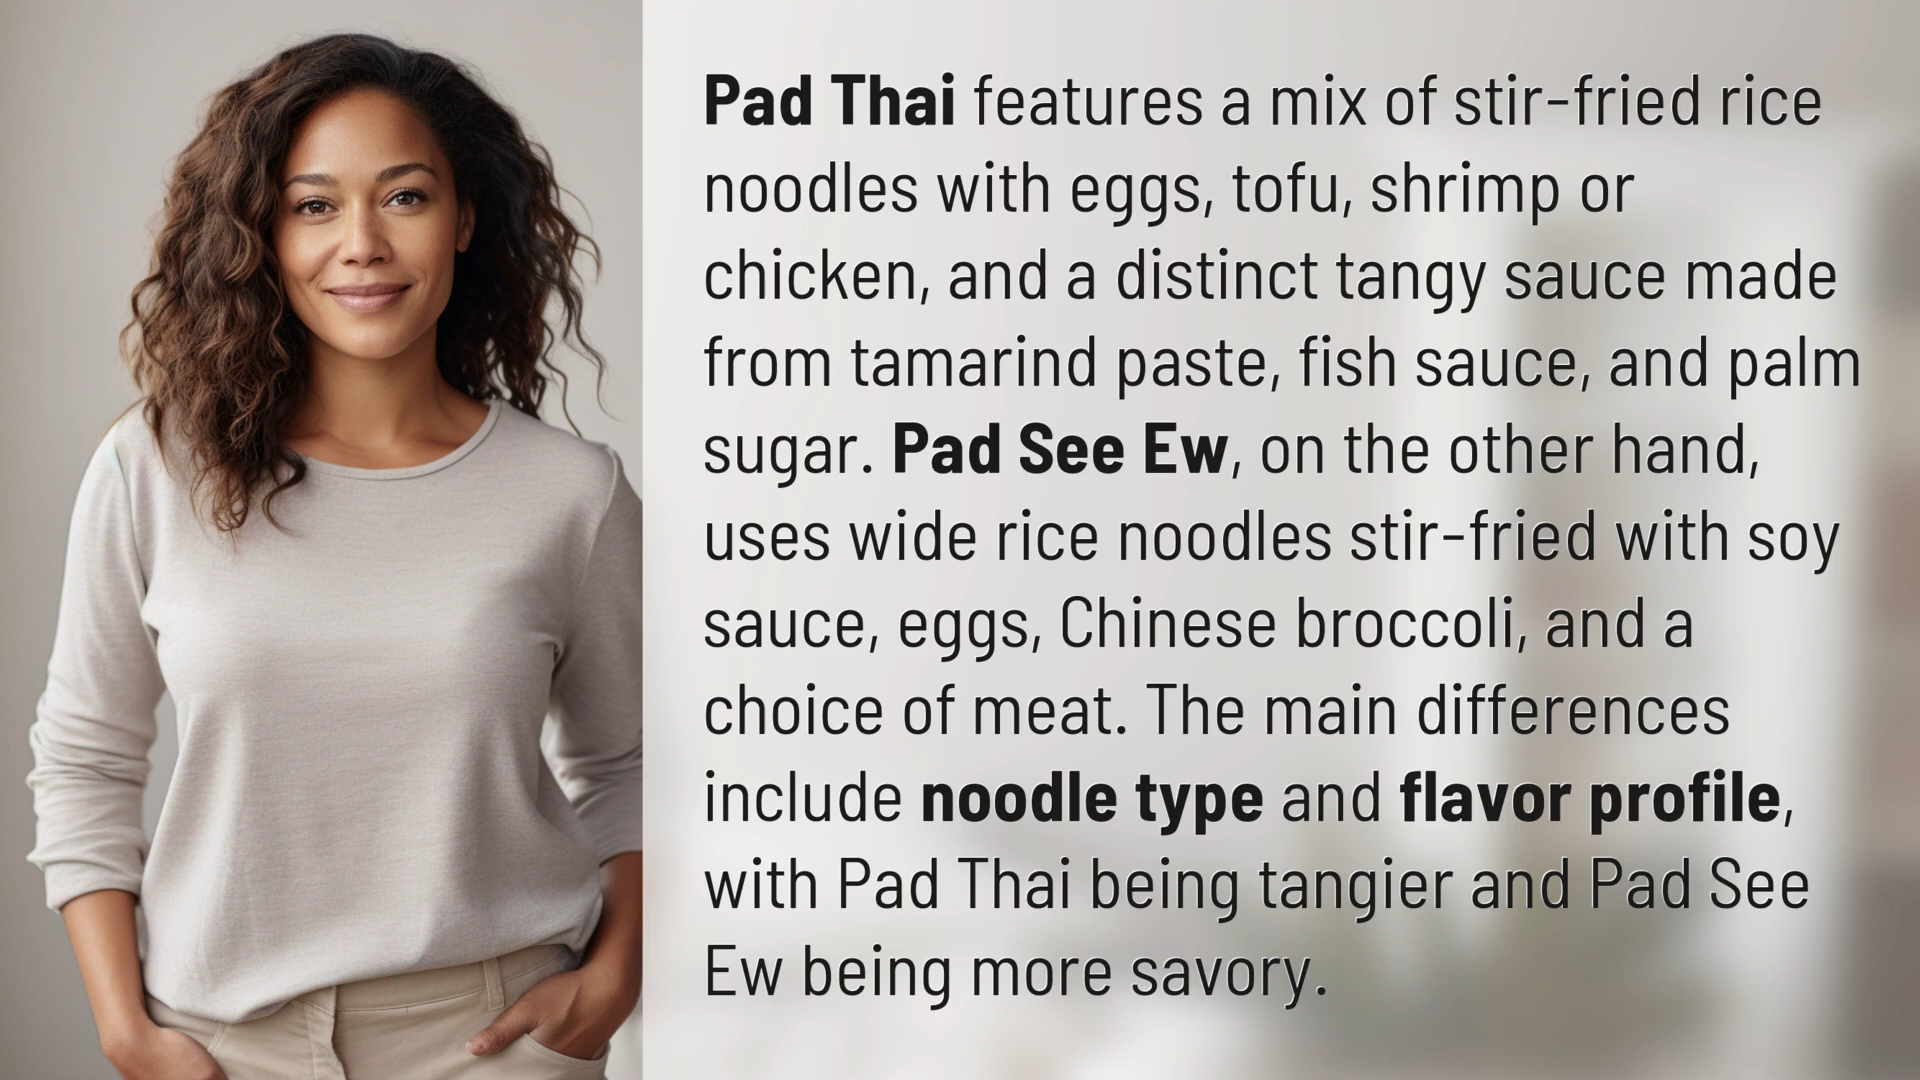 Pad Thai features a mix of stir-fried rice
noodles with eggs, tofu, shrimp or
chicken, and a distinct tangy sauce made
from tamarind paste, fish sauce, and palm
sugar. Pad See Ew, on the other hand,
uses wide rice noodles stir-fried with soy
sauce, eggs, Chinese broccoli, and a
choice of meat. The main differences
include noodle type and flavor profile,
with Pad Thai being tangier and Pad See
Ew being more savory.